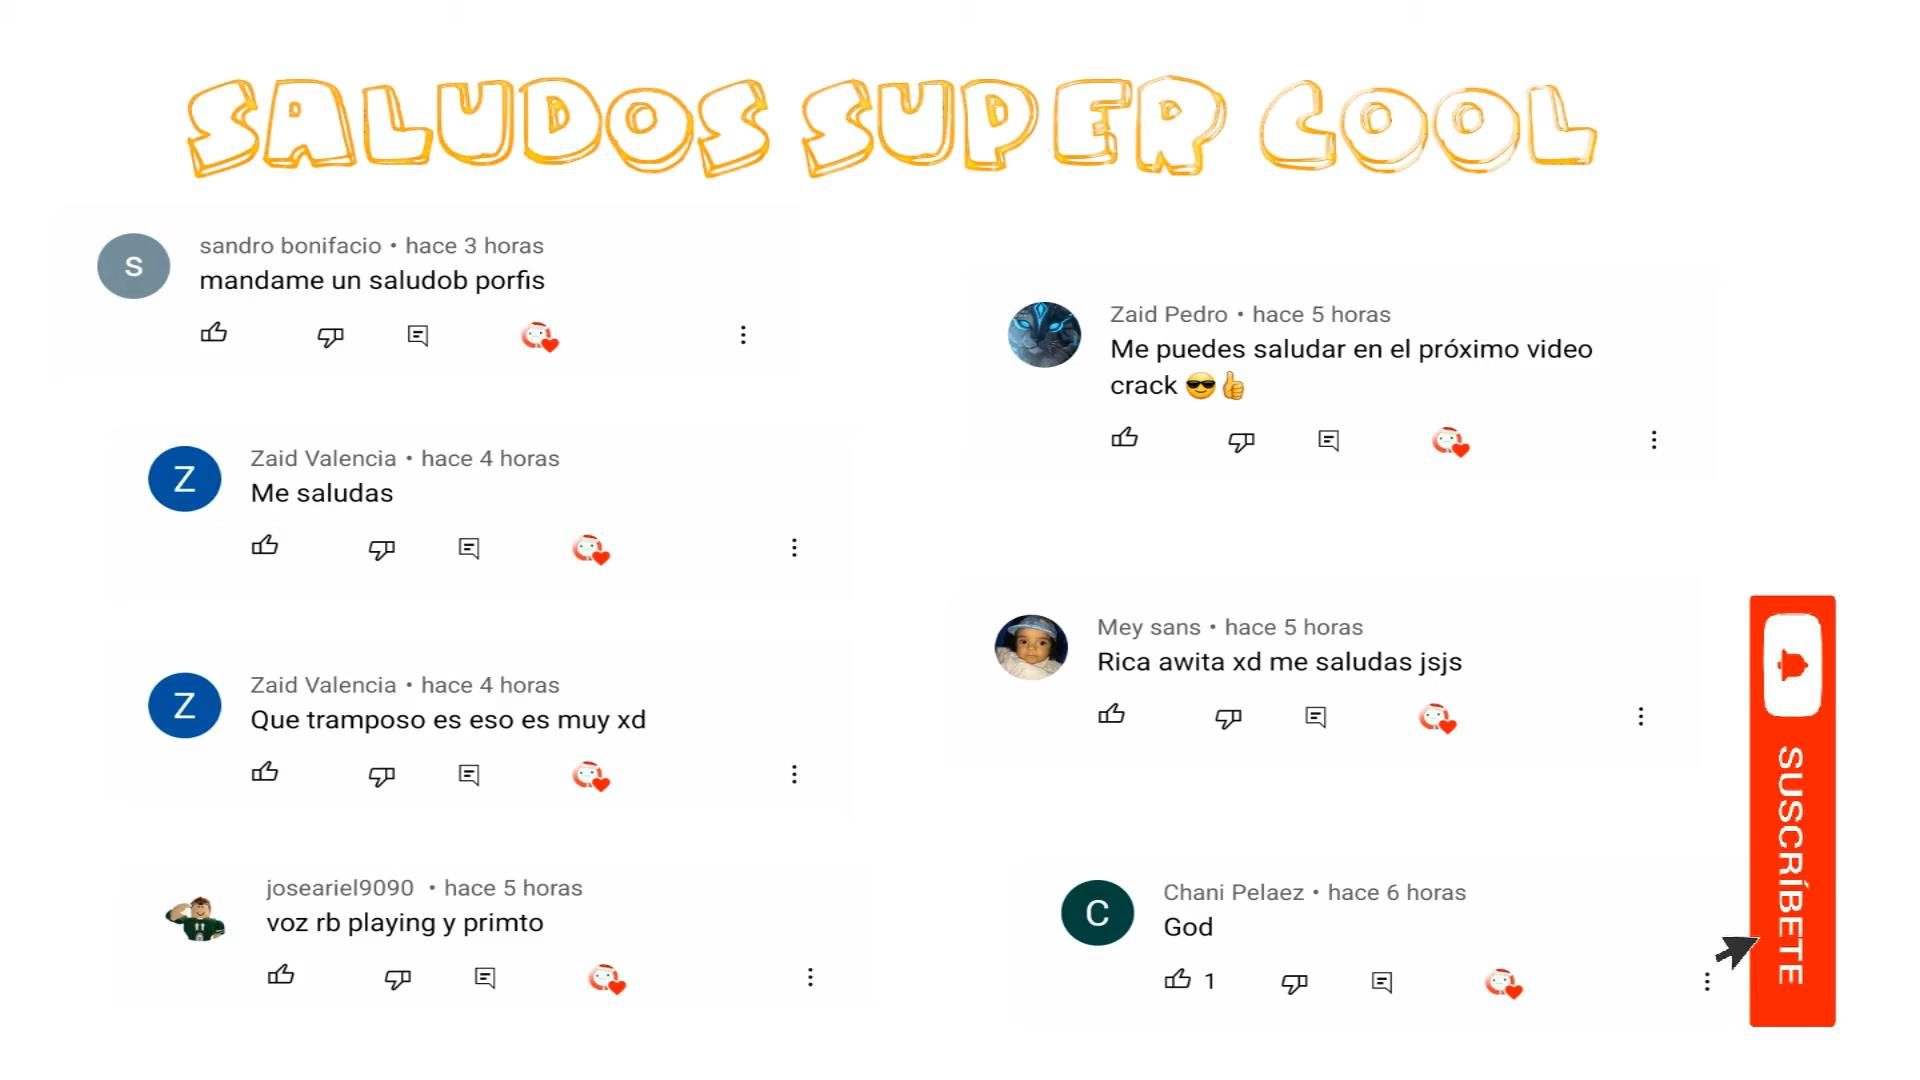 SALUDOS SUPER COOL
S
sandro bonifacio • hace 3 horas
mandame un saludob porfis
Z
Zaid Valencia • hace 4 horas
Me saludas
Z
Zaid Valencia • hace 4 horas
Que tramposo es eso es muy xd
joseariel9090 • hace 5 horas
voz rb playing y primto
Zaid Pedro • hace 5 horas
Me puedes saludar en el próximo video
crack 😎👍
Mey sans • hace 5 horas
Rica awita xd me saludas jsjs
C
Chani Pelaez • hace 6 horas
God
1
SUSCRÍBETE